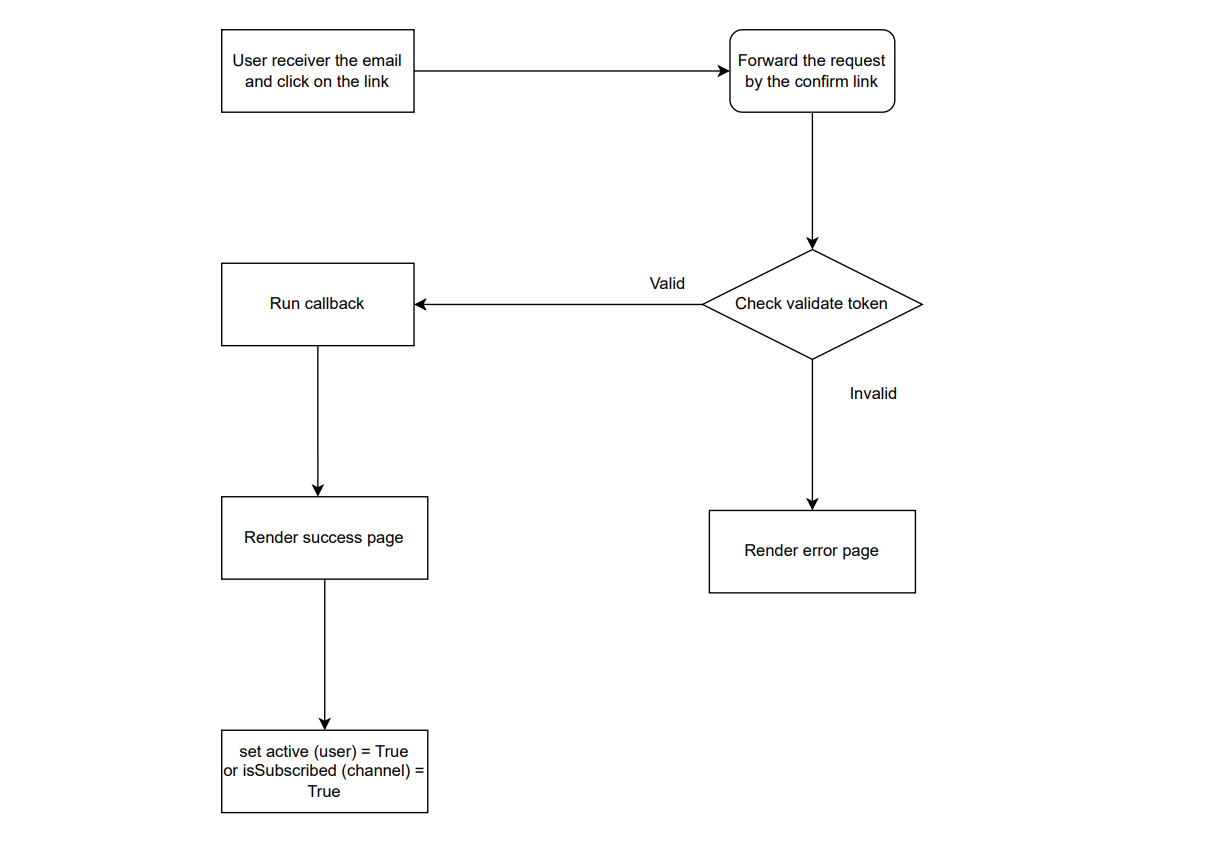 User receiver the email
and click on the link
Forward the request
by the confirm link
Valid
Run callback
Check validate token
Invalid
Render success page
Render error page
set active (user) = True
or isSubscribed (channel) =
True